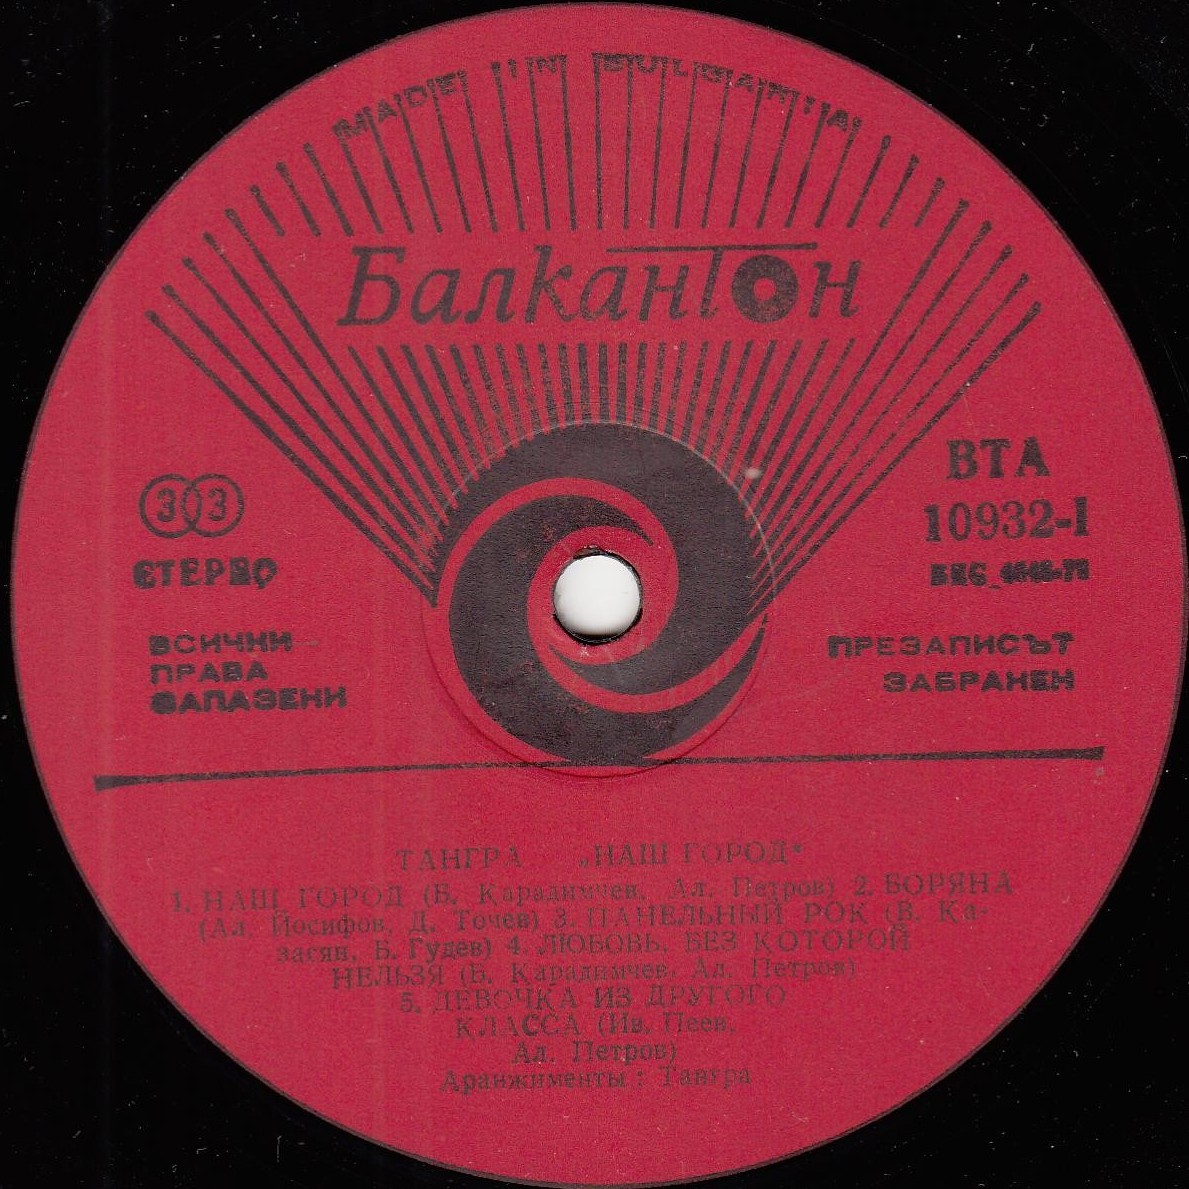 MADE IN BULGARIA
Балкантон
ВТА
10932-I
33
СТЕРЕО
ВСИЧКИ
ПРАВА
ЗАПАЗЕНИ
ПРЕЗАПИСЪТ
ЗАБРАНЕН
ТАНГРА „НАШ ГОРОД“
1. НАШ ГОРОД (Б. Карадимчев, Ал. Петров) 2. БОРЯНА
(Ал. Йосифов, Д. Точев) 3. ПАНЕЛЬНЫЙ РОК (В. Ка-
засян, Б. Гудев) 4. ЛЮБОВЬ, БЕЗ КОТОРОЙ
НЕЛЬЗЯ (Б. Карадимчев, Ал. Петров)
5. ДЕВОЧКА ИЗ ДРУГОГО
КЛАССА (Ив. Пеев,
Ал. Петров)
Аранжименты : Тангра